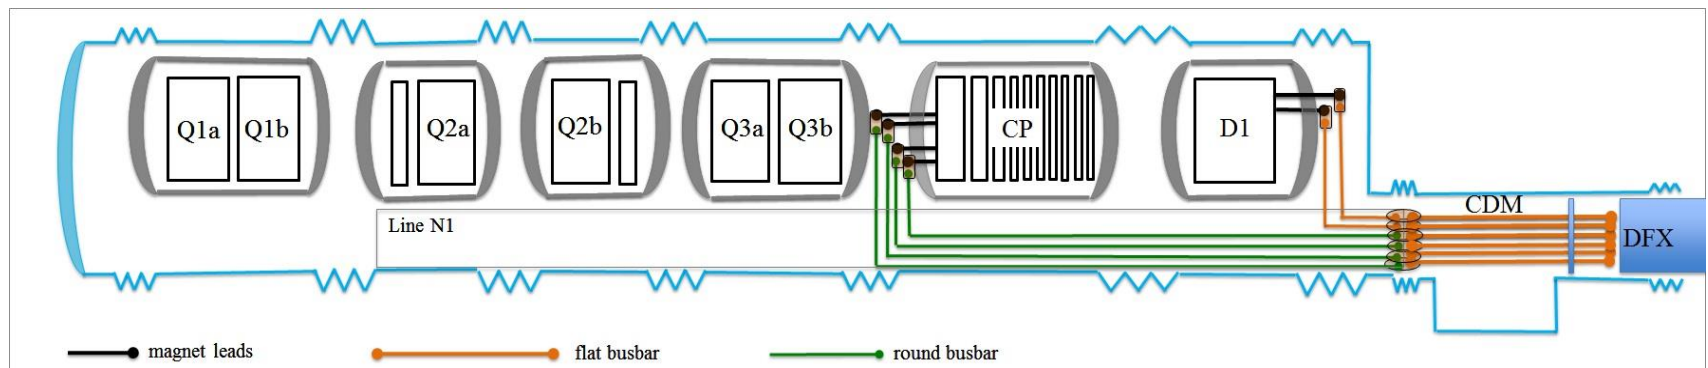 Q1a Q1b Q2a Q2b Q3a Q3b CP D1
Line N1
CDM
DFX
magnet leads flat busbar round busbar